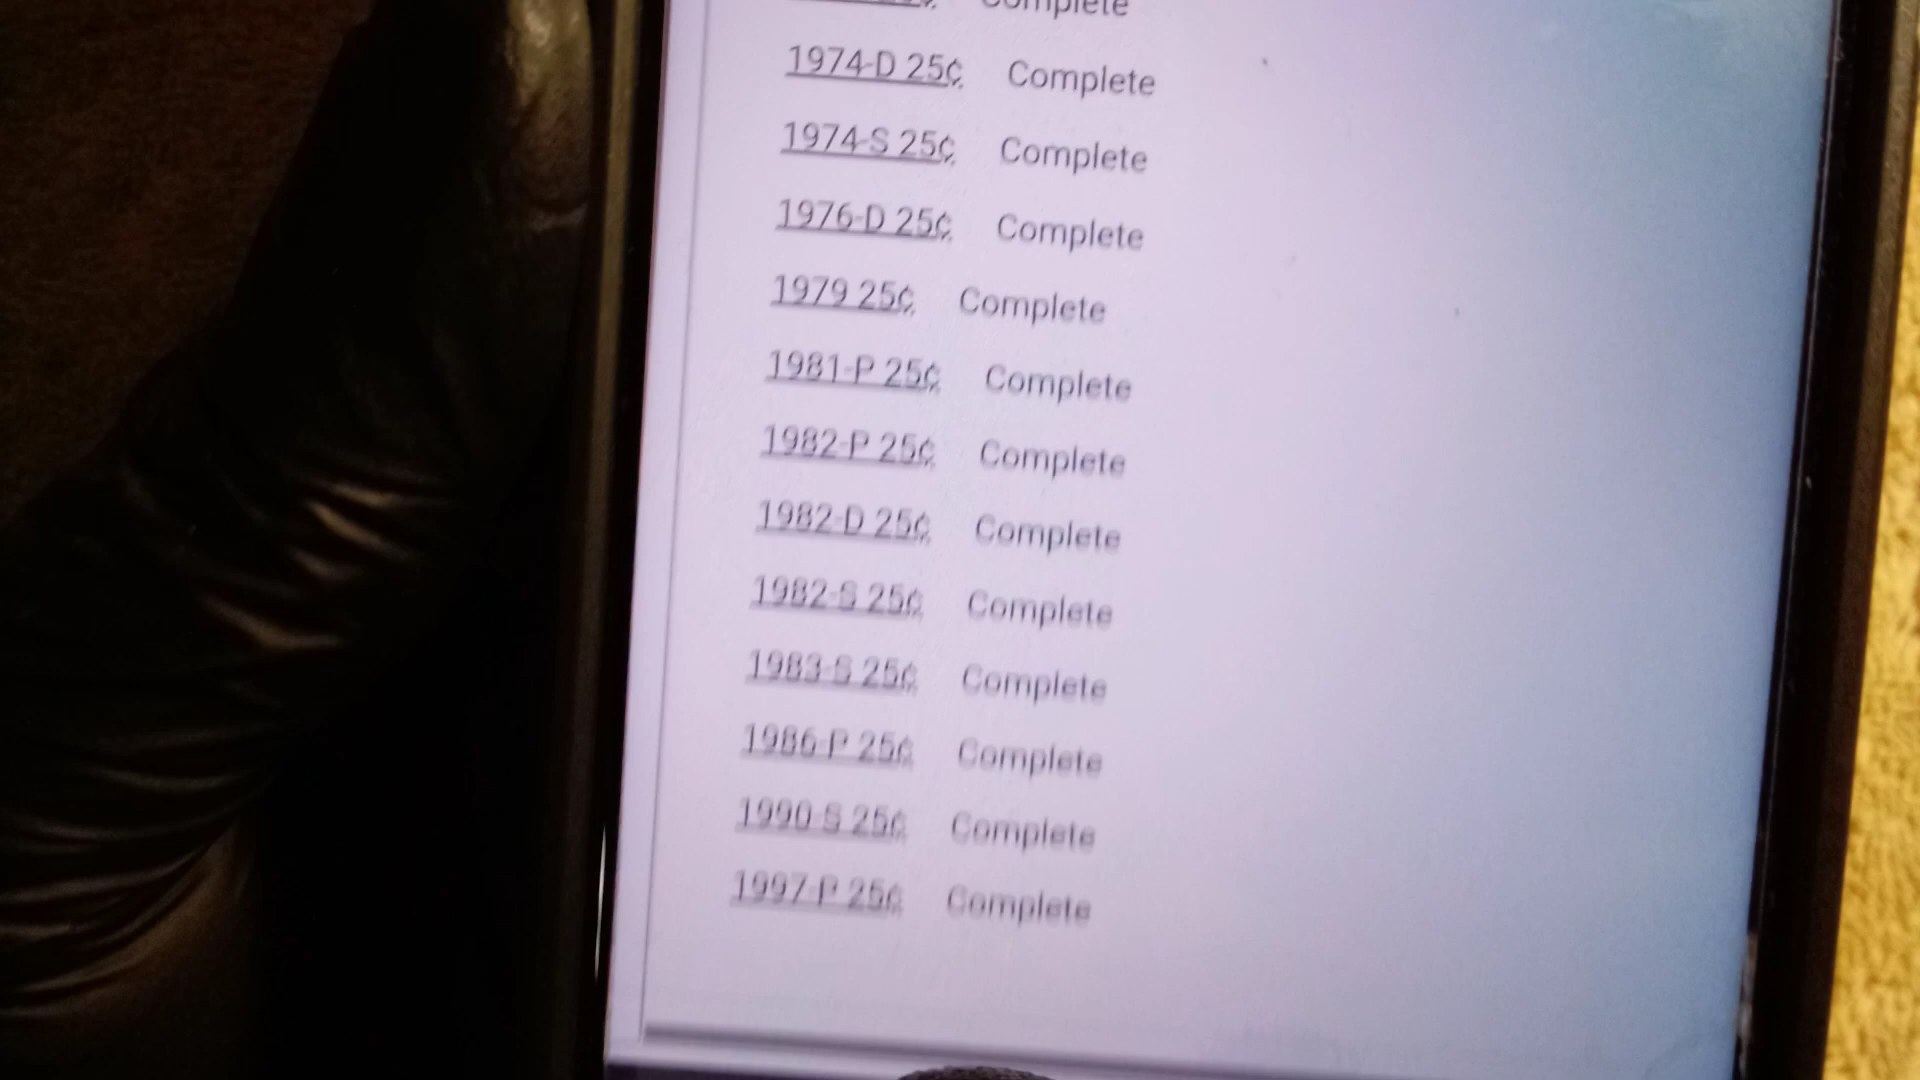 Complete
1974-D 25¢ Complete
1974-S 25¢ Complete
1976-D 25¢ Complete
1979 25¢ Complete
1981-P 25¢ Complete
1982-P 25¢ Complete
1982-D 25¢ Complete
1982-S 25¢ Complete
1983-S 25¢ Complete
1986-P 25¢ Complete
1990-S 25¢ Complete
1997-P 25¢ Complete